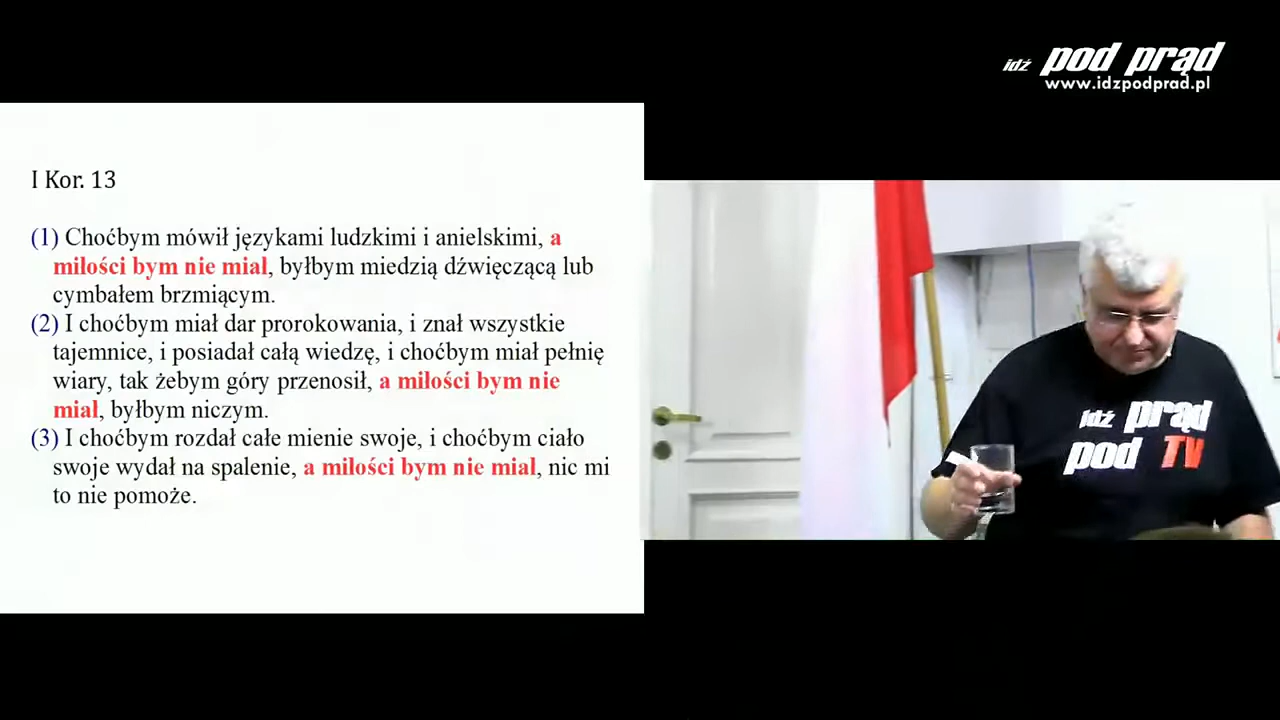 idź pod prąd
www.idzpodprad.pl
I Kor. 13
(1) Choćbym mówił językami ludzkimi i anielskimi, a
miłości bym nie miał, byłbym miedzią dźwięczącą lub
cymbałem brzmiącym.
(2) I choćbym miał dar prorokowania, i znał wszystkie
tajemnice, i posiadał całą wiedzę, i choćbym miał pełnię
wiary, tak żebym góry przenosił, a miłości bym nie
miał, byłbym niczym.
(3) I choćbym rozdał całe mienie swoje, i choćbym ciało
swoje wydał na spalenie, a miłości bym nie miał, nic mi
to nie pomoże.
idź prąd
pod TV